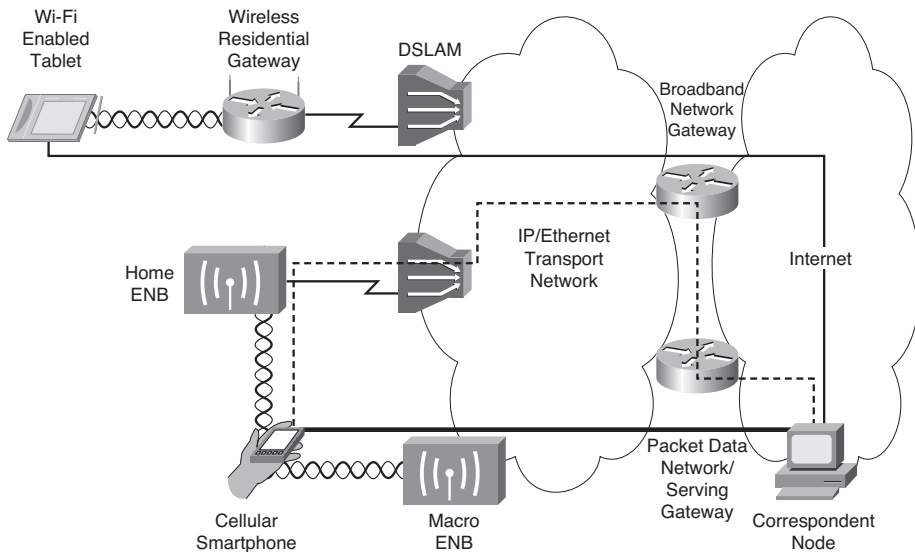 Wi-Fi
Enabled
Tablet
Wireless
Residential
Gateway
DSLAM
Broadband
Network
Gateway
IP/Ethernet
Transport
Network
Internet
Home
ENB
Packet Data
Network/
Serving
Gateway
Cellular
Smartphone
Macro
ENB
Correspondent
Node